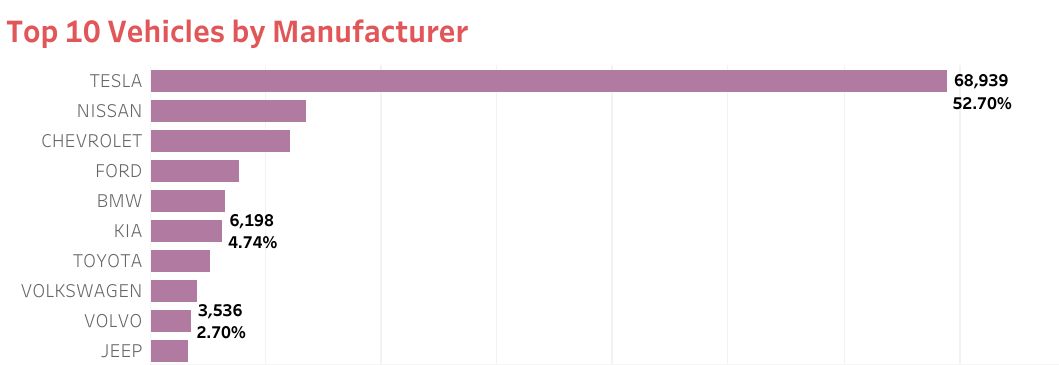 Top 10 Vehicles by Manufacturer
TESLA
68,939
52.70%
NISSAN
CHEVROLET
FORD
BMW
KIA
6,198
4.74%
TOYOTA
VOLKSWAGEN
VOLVO
3,536
2.70%
JEEP